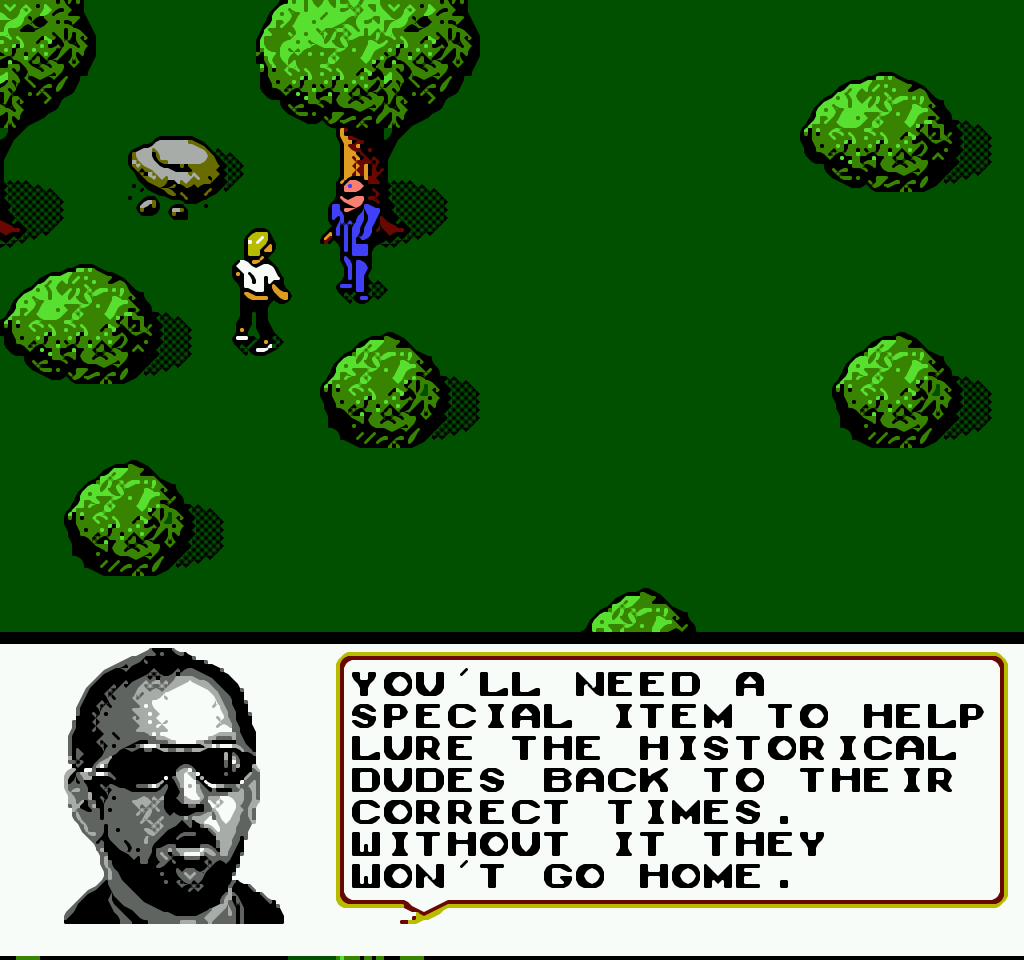 YOU'LL NEED A
SPECIAL ITEM TO HELP
LURE THE HISTORICAL
DUDES BACK TO THEIR
CORRECT TIMES.
WITHOUT IT THEY
WON'T GO HOME.